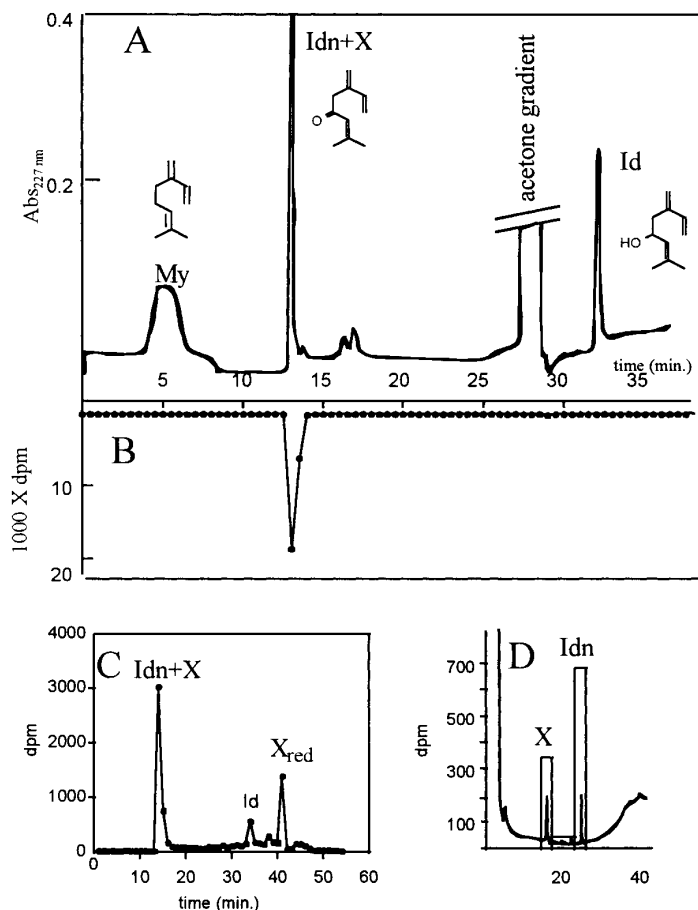 A
0.4
0.2
Abs227 nm
My
Idn+X
O
acetone gradient
Id
HO
time (min.)
5 10 15 20 25 30 35
B
10
20
1000 X dpm
C
4000
3000
2000
1000
0
dpm
Idn+X
Id
Xred
0 10 20 30 40 50 60
time (min.)
D
Idn
X
700
500
300
100
dpm
20 40